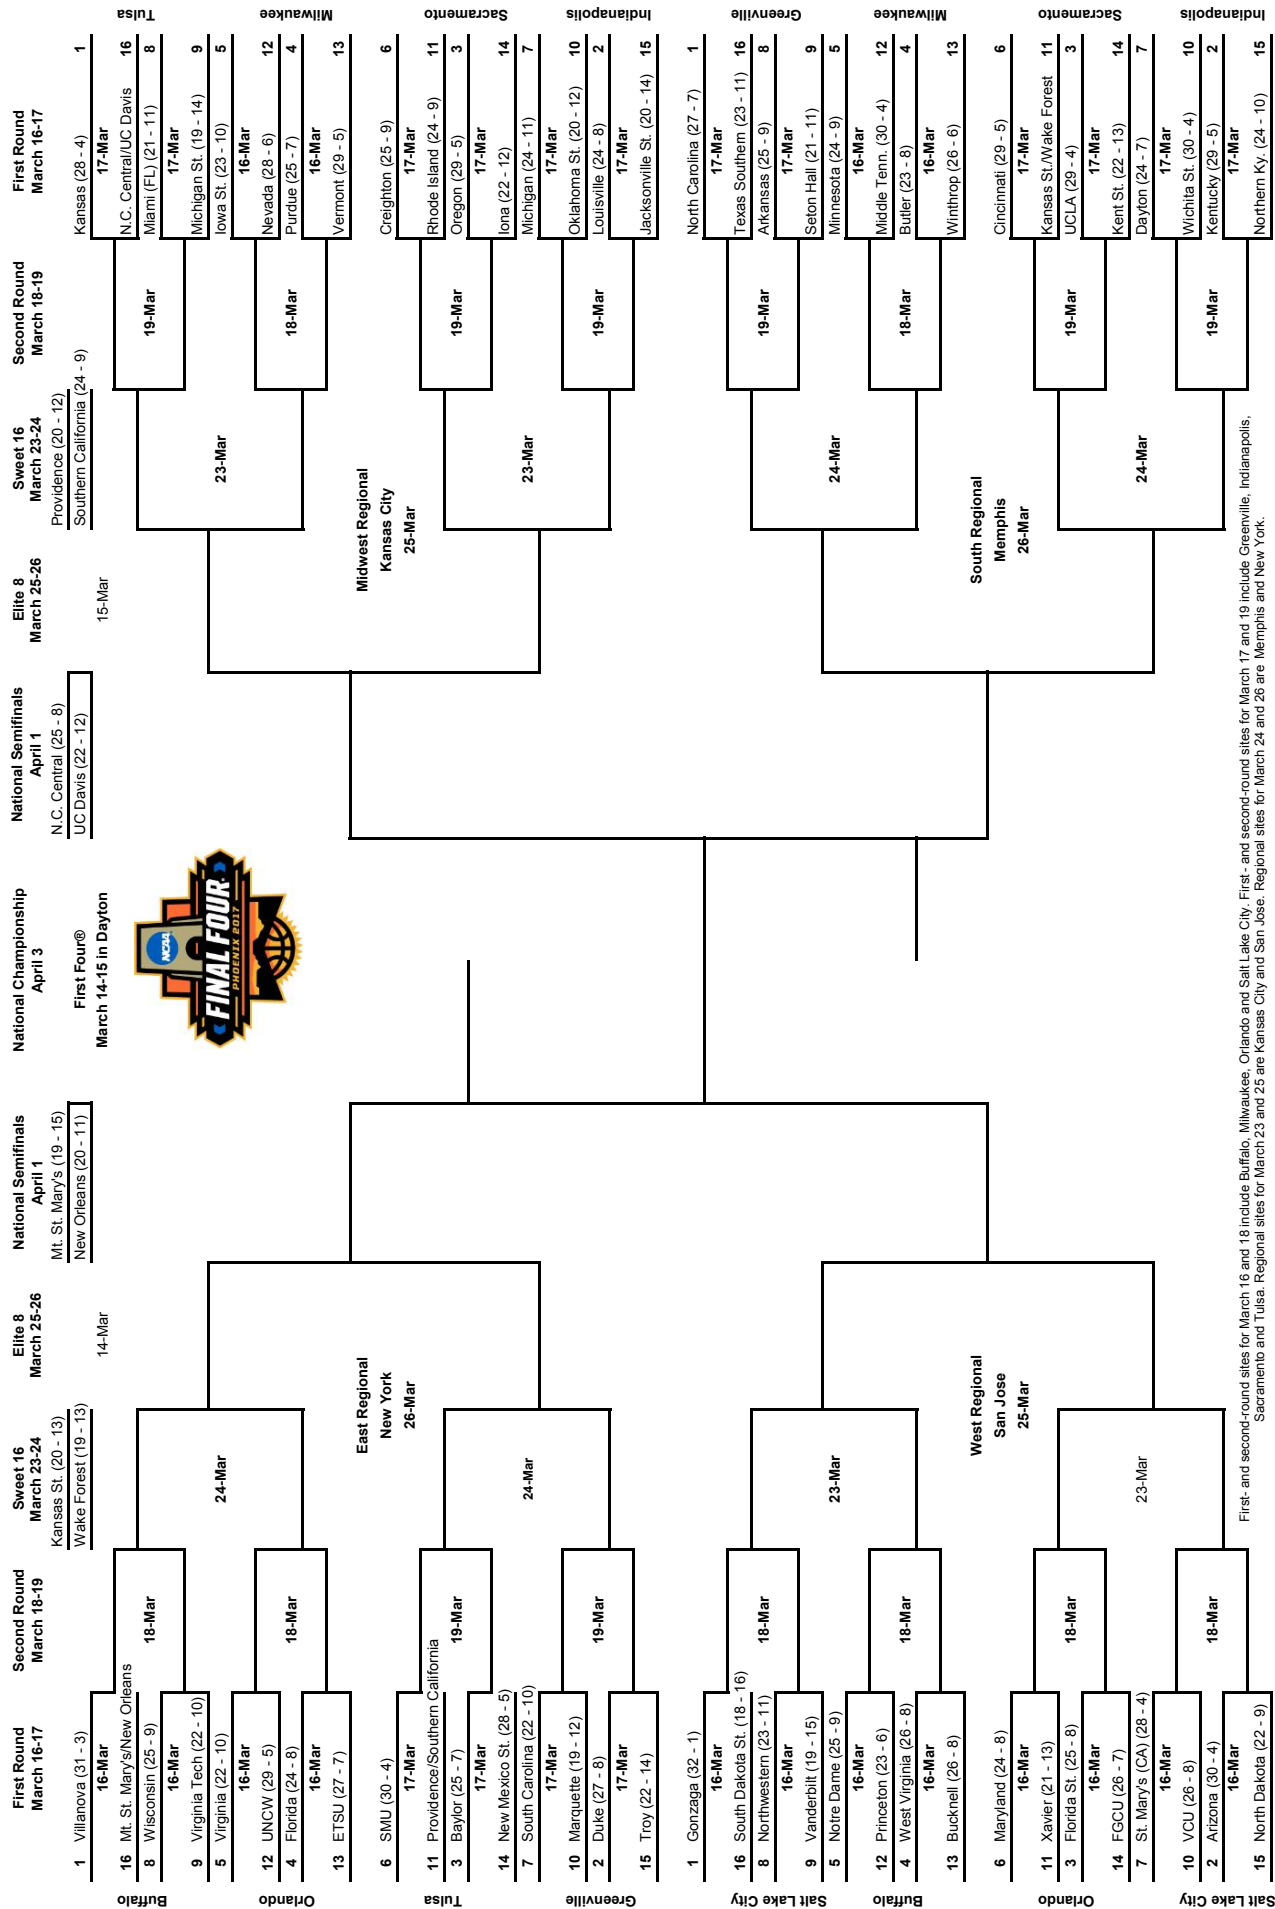 First Round
March 16-17
Second Round
March 18-19
Sweet 16
March 23-24
Elite 8
March 25-26
National Semifinals
April 1
National Championship
April 3
National Semifinals
April 1
Elite 8
March 25-26
Sweet 16
March 23-24
Second Round
March 18-19
First Round
March 16-17
Kansas St. (20 - 13)
Wake Forest (19 - 13)
14-Mar
Mt. St. Mary's (19 - 15)
New Orleans (20 - 11)
First Four®
March 14-15 in Dayton
N.C. Central (25 - 8)
UC Davis (22 - 12)
15-Mar
Providence (20 - 12)
Southern California (24 - 9)
NCAA
FINAL FOUR
PHOENIX 2017
Buffalo
1 Villanova (31 - 3)
16-Mar
16 Mt. St. Mary's/New Orleans
8 Wisconsin (25 - 9)
16-Mar
9 Virginia Tech (22 - 10)
18-Mar
Orlando
5 Virginia (22 - 10)
16-Mar
12 UNCW (29 - 5)
4 Florida (24 - 8)
16-Mar
13 ETSU (27 - 7)
18-Mar
24-Mar
East Regional
New York
26-Mar
Tulsa
6 SMU (30 - 4)
17-Mar
11 Providence/Southern California
3 Baylor (25 - 7)
17-Mar
14 New Mexico St. (28 - 5)
19-Mar
Greenville
7 South Carolina (22 - 10)
17-Mar
10 Marquette (19 - 12)
2 Duke (27 - 8)
17-Mar
15 Troy (22 - 14)
19-Mar
24-Mar
Salt Lake City
1 Gonzaga (32 - 1)
16-Mar
16 South Dakota St. (18 - 16)
8 Northwestern (23 - 11)
16-Mar
9 Vanderbilt (19 - 15)
18-Mar
Buffalo
5 Notre Dame (25 - 9)
16-Mar
12 Princeton (23 - 6)
4 West Virginia (26 - 8)
16-Mar
13 Bucknell (26 - 8)
18-Mar
23-Mar
West Regional
San Jose
25-Mar
Orlando
6 Maryland (24 - 8)
16-Mar
11 Xavier (21 - 13)
3 Florida St. (25 - 8)
16-Mar
14 FGCU (26 - 7)
18-Mar
Salt Lake City
7 St. Mary's (CA) (28 - 4)
16-Mar
10 VCU (26 - 8)
2 Arizona (30 - 4)
16-Mar
15 North Dakota (22 - 9)
18-Mar
23-Mar
Tulsa
Kansas (28 - 4) 1
17-Mar
N.C. Central/UC Davis 16
Miami (FL) (21 - 11) 8
17-Mar
Michigan St. (19 - 14) 9
19-Mar
Milwaukee
Iowa St. (23 - 10) 5
16-Mar
Nevada (28 - 6) 12
Purdue (25 - 7) 4
16-Mar
Vermont (29 - 5) 13
18-Mar
23-Mar
Midwest Regional
Kansas City
25-Mar
Sacramento
Creighton (25 - 9) 6
17-Mar
Rhode Island (24 - 9) 11
Oregon (29 - 5) 3
17-Mar
Iona (22 - 12) 14
19-Mar
Indianapolis
Michigan (24 - 11) 7
17-Mar
Oklahoma St. (20 - 12) 10
Louisville (24 - 8) 2
17-Mar
Jacksonville St. (20 - 14) 15
19-Mar
23-Mar
Greenville
North Carolina (27 - 7) 1
17-Mar
Texas Southern (23 - 11) 16
Arkansas (25 - 9) 8
17-Mar
Seton Hall (21 - 11) 9
19-Mar
Milwaukee
Minnesota (24 - 9) 5
16-Mar
Middle Tenn. (30 - 4) 12
Butler (23 - 8) 4
16-Mar
Winthrop (26 - 6) 13
18-Mar
24-Mar
South Regional
Memphis
26-Mar
Sacramento
Cincinnati (29 - 5) 6
17-Mar
Kansas St./Wake Forest 11
UCLA (29 - 4) 3
17-Mar
Kent St. (22 - 13) 14
19-Mar
Indianapolis
Dayton (24 - 7) 7
17-Mar
Wichita St. (30 - 4) 10
Kentucky (29 - 5) 2
17-Mar
Northern Ky. (24 - 10) 15
19-Mar
24-Mar
First- and second-round sites for March 16 and 18 include Buffalo, Milwaukee, Orlando and Salt Lake City. First - and second-round sites for March 17 and 19 include Greenville, Indianapolis,
Sacramento and Tulsa. Regional sites for March 23 and 25 are Kansas City and San Jose. Regional sites for March 24 and 26 are Memphis and New York.